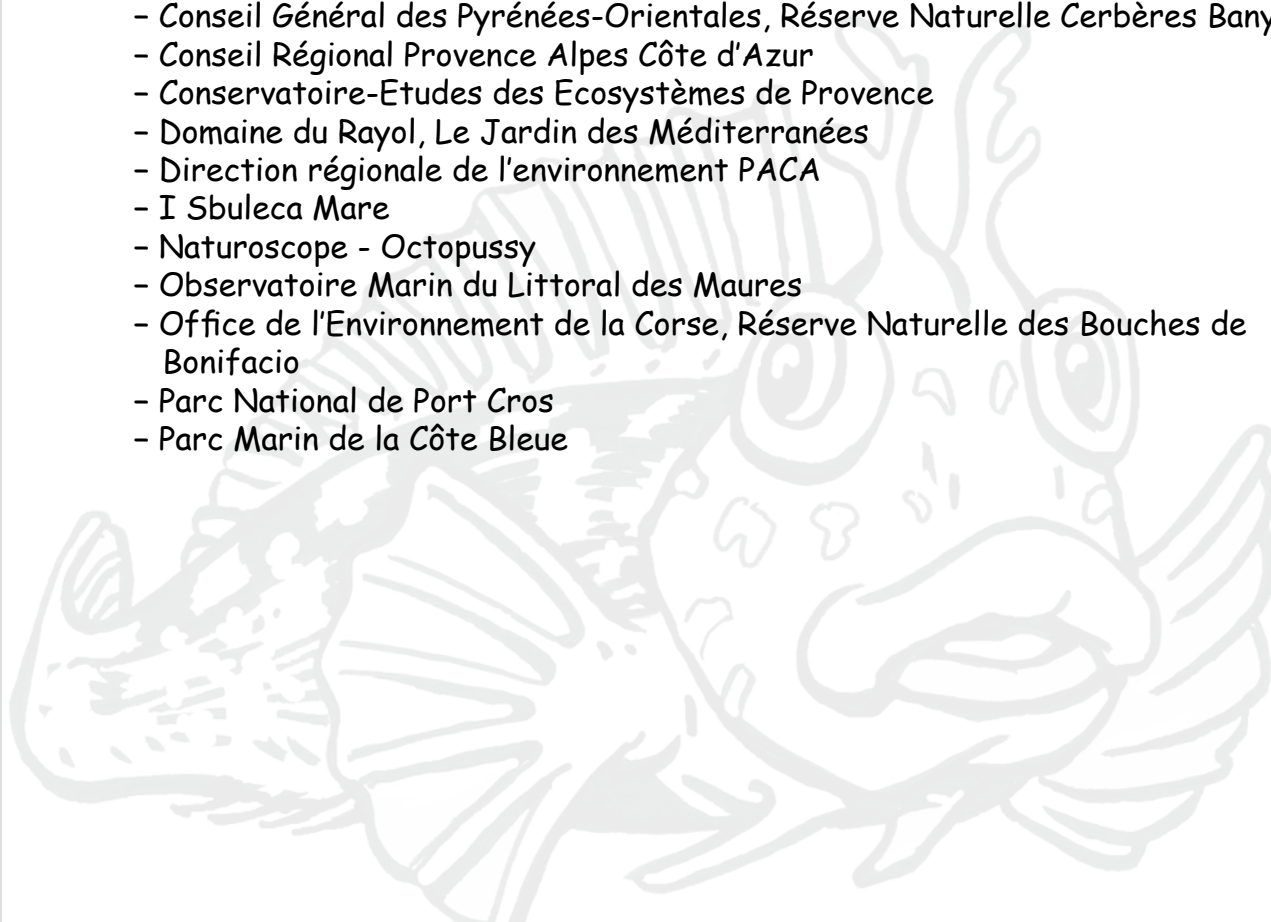 – Conseil Général des Pyrénées-Orientales, Réserve Naturelle Cerbères
– Conseil Régional Provence Alpes Côte d'Azur
– Conservatoire-Etudes des Ecosystèmes de Provence
– Domaine du Rayol, Le Jardin des Méditerranées
– Direction régionale de l'environnement PACA
– I Sbuleca Mare
– Naturoscope - Octopussy
– Observatoire Marin du Littoral des Maures
– Office de l'Environnement de la Corse, Réserve Naturelle des Bouches de
Bonifacio
– Parc National de Port Cros
– Parc Marin de la Côte Bleue